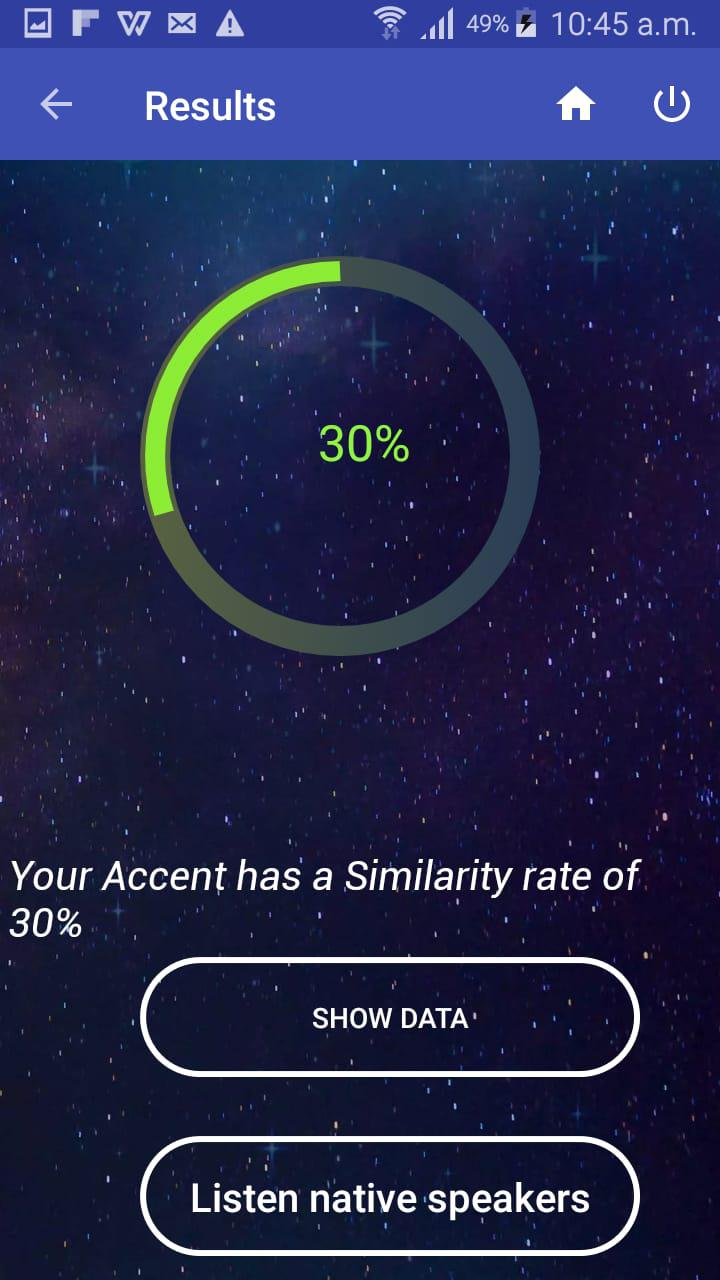 49% 10:45 a.m.
Results
30%
Your Accent has a Similarity rate of
30%
SHOW DATA
Listen native speakers